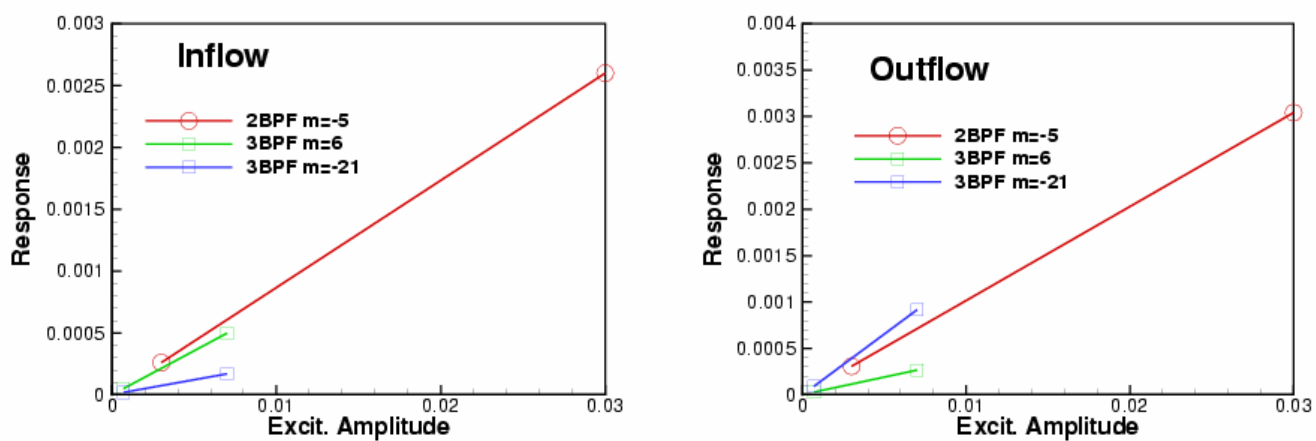 Inflow
0.003
0.0025
0.002
0.0015
0.001
0.0005
0
Response
2BPF m=-5
3BPF m=6
3BPF m=-21
0 0.01 0.02 0.03
Excit. Amplitude
Outflow
0.004
0.0035
0.003
0.0025
0.002
0.0015
0.001
0.0005
0
Response
2BPF m=-5
3BPF m=6
3BPF m=-21
0 0.01 0.02 0.03
Excit. Amplitude